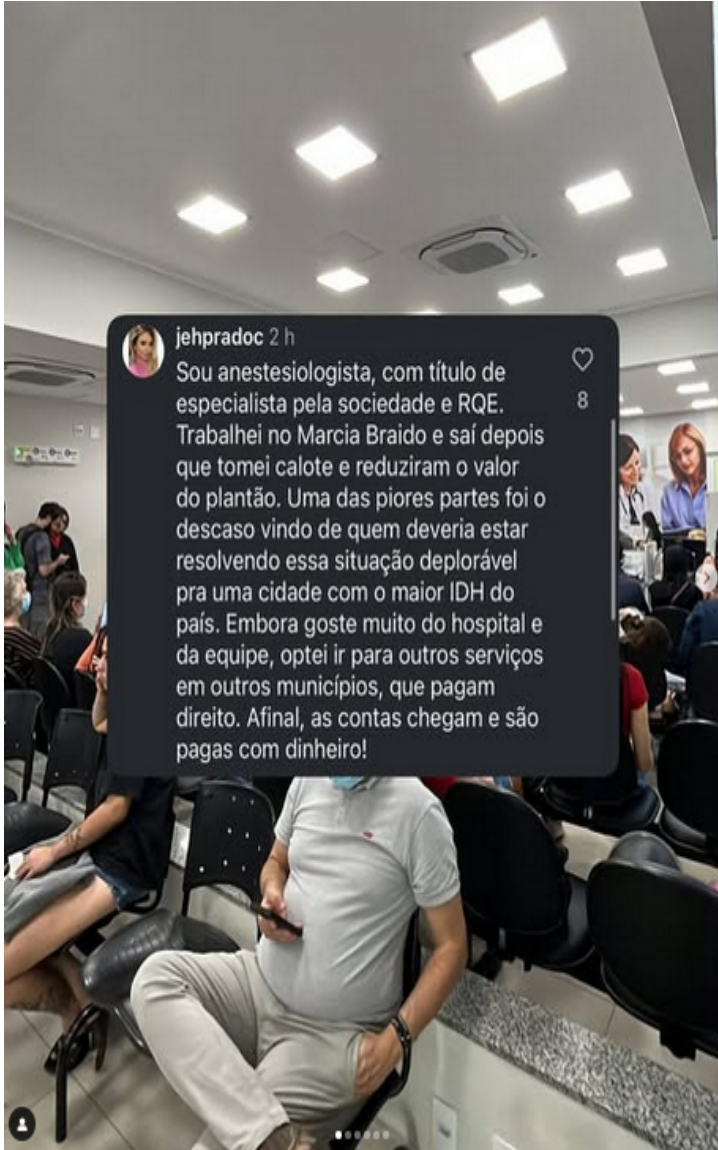 jehpradoc 2 h
Sou anestesiologista, com título de
especialista pela sociedade e RQE.
8
Trabalhei no Marcia Braido e saí depois
que tomei calote e reduziram o valor
do plantão. Uma das piores partes foi o
descaso vindo de quem deveria estar
resolvendo essa situação deplorável
pra uma cidade com o maior IDH do
país. Embora goste muito do hospital e
da equipe, optei ir para outros serviços
em outros municípios, que pagam
direito. Afinal, as contas chegam e são
pagas com dinheiro!